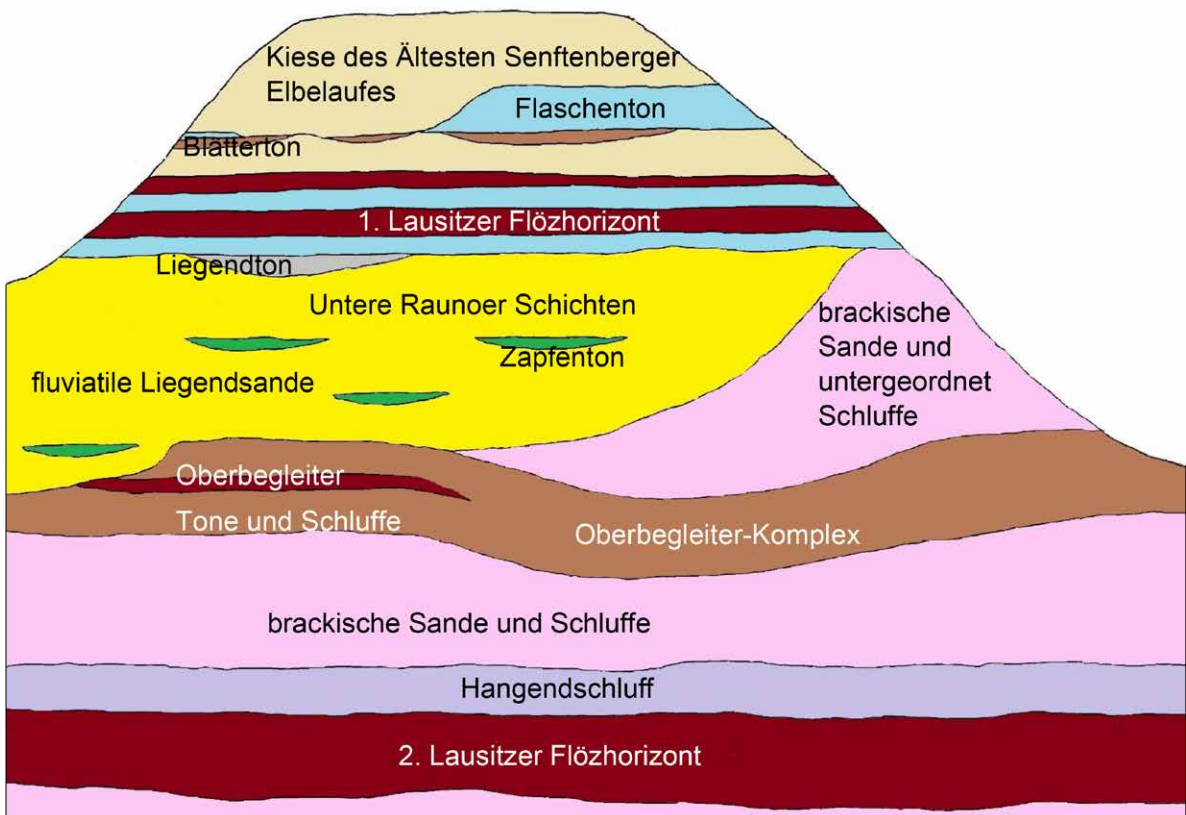 Kiese des Ältesten Senftenberger
Elbelaufes
Flaschenton
Blätterton
1. Lausitzer Flözhorizont
Liegendton
Untere Raunoer Schichten
brackische
Sande und
untergeordnet
Schluffe
Zapfenton
fluviatile Liegendsande
Oberbegleiter
Tone und Schluffe
Oberbegleiter-Komplex
brackische Sande und Schluffe
Hangendschluff
2. Lausitzer Flözhorizont